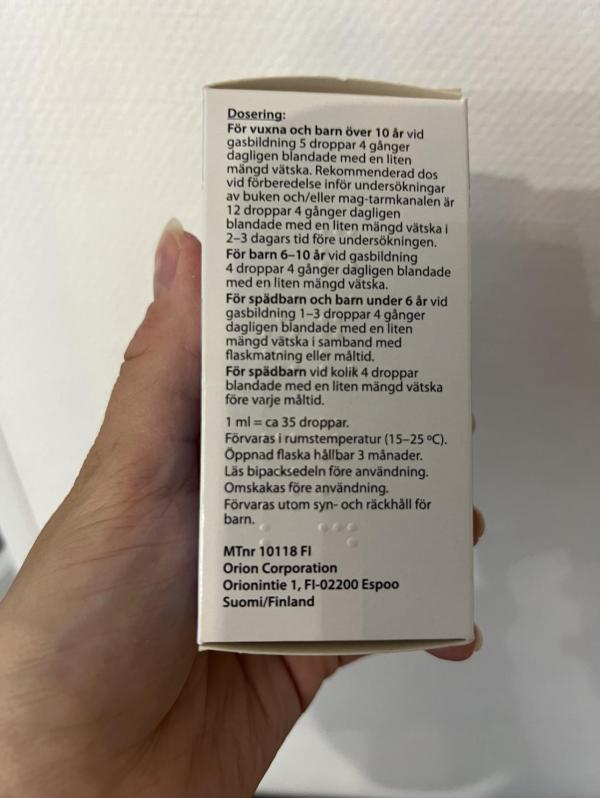 Dosering:
För vuxna och barn över 10 år vid
gasbildning 5 droppar 4 gånger
dagligen blandade med en liten
mängd vätska. Rekommenderad dos
vid förberedelse inför undersökningar
av buken och/eller mag-tarmkanalen är
12 droppar 4 gånger dagligen
blandade med en liten mängd vätska i
2–3 dagars tid före undersökningen.
För barn 6–10 år vid gasbildning
4 droppar 4 gånger dagligen blandade
med en liten mängd vätska.
För spädbarn och barn under 6 år vid
gasbildning 1–3 droppar 4 gånger
dagligen blandade med en liten
mängd vätska i samband med
flaskmatning eller måltid.
För spädbarn vid kolik 4 droppar
blandade med en liten mängd vätska
före varje måltid.
1 ml = ca 35 droppar.
Förvaras i rumstemperatur (15–25 ºC).
Öppnad flaska hållbar 3 månader.
Läs bipacksedeln före användning.
Omskakas före användning.
Förvaras utom syn- och räckhåll för
barn.
MTnr 10118 FI
Orion Corporation
Orionintie 1, FI-02200 Espoo
Suomi/Finland